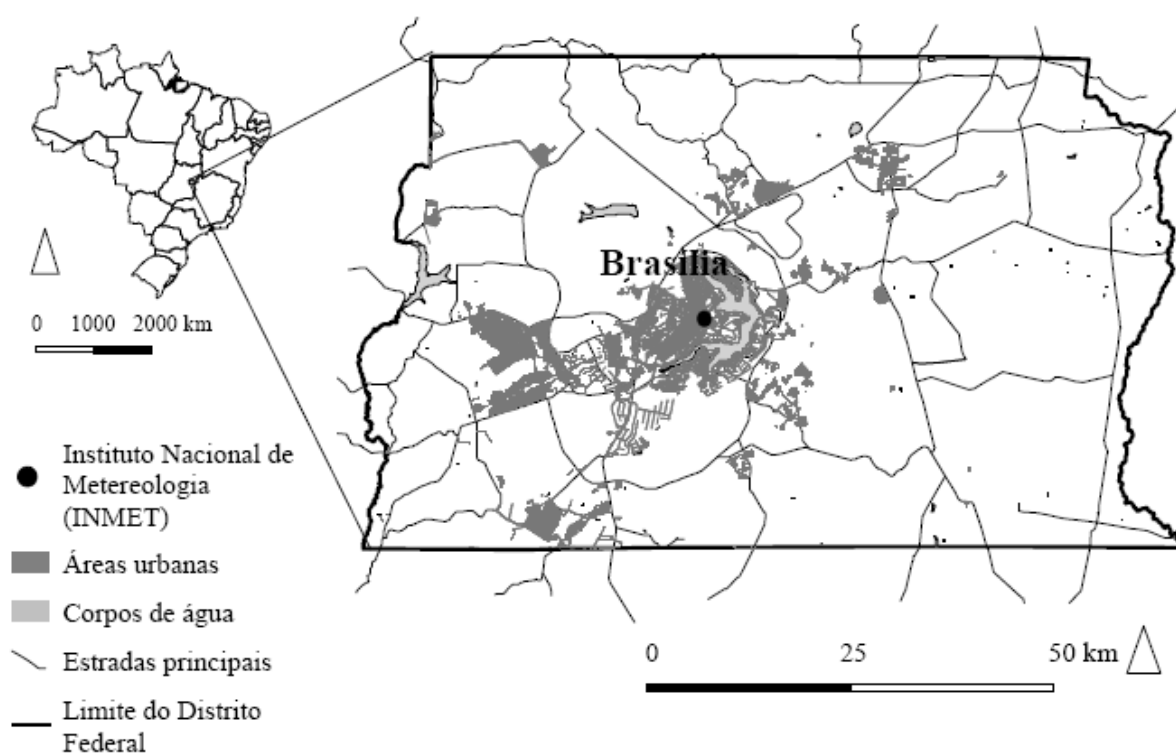 Brasília
0 1000 2000 km
Instituto Nacional de
Metereologia
(INMET)
Áreas urbanas
Corpos de água
Estradas principais
Limite do Distrito
Federal
0 25 50 km